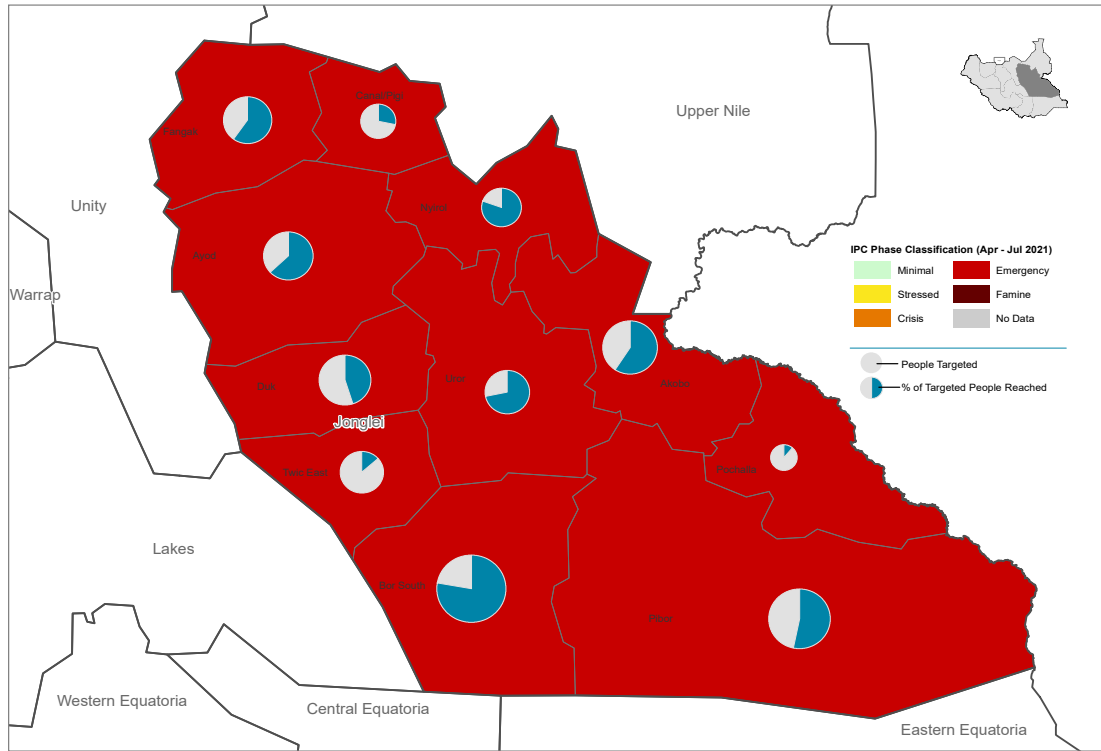 Upper Nile
Unity
Warrap
Lakes
Western Equatoria
Central Equatoria
Eastern Equatoria
Jonglei
Fangak
Canal/Pigi
Nyirol
Ayod
Duk
Uror
Akobo
Pochalla
Bor South
Pibor
IPC Phase Classification (Apr - Jul 2021)
Minimal
Emergency
Stressed
Famine
Crisis
No Data
People Targeted
% of Targeted People Reached